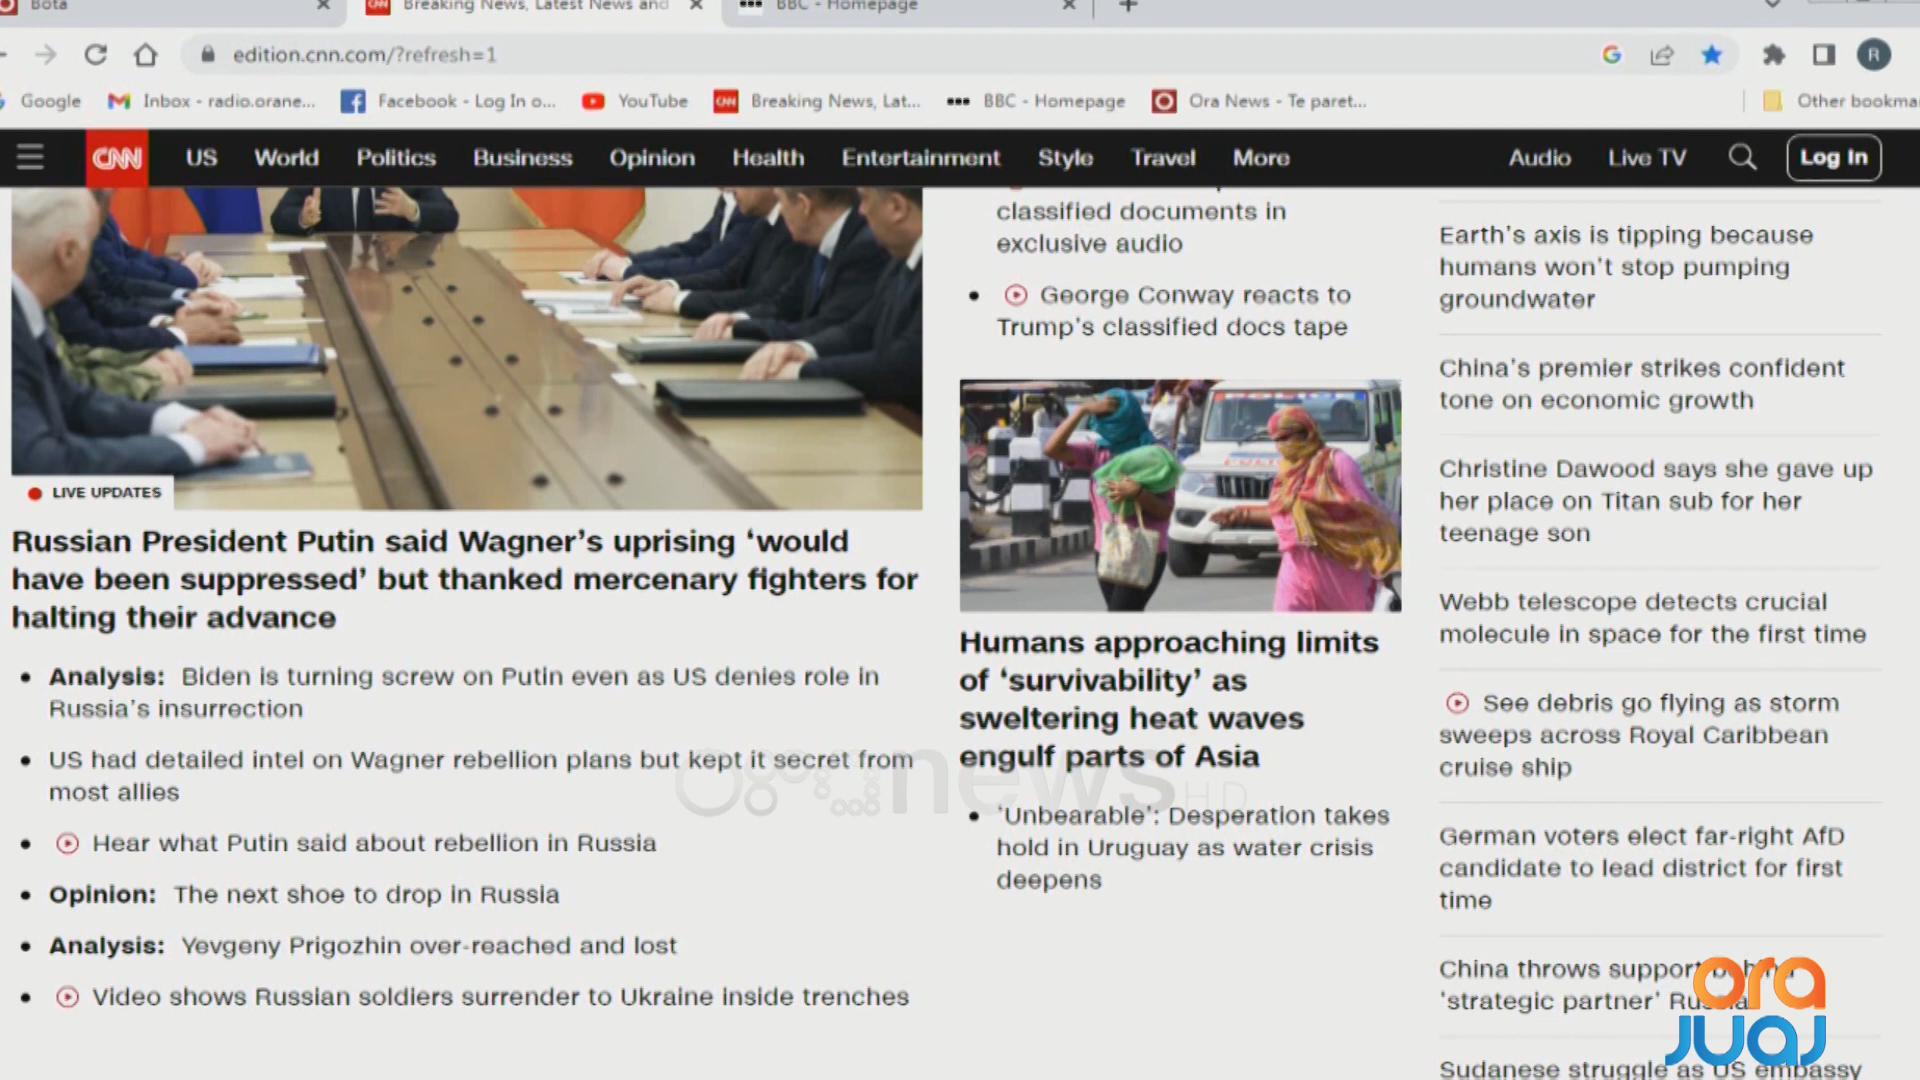 Bota
Breaking News, Latest News and
BBC - Homepage
edition.cnn.com/?refresh=1
R
Google
Inbox - radio.orane...
Facebook - Log In o...
YouTube
CNN
Breaking News, Lat...
BBC - Homepage
Ora News - Te paret...
Other bookma
CNN
US
World
Politics
Business
Opinion
Health
Entertainment
Style
Travel
More
Audio
Live TV
Log In
LIVE UPDATES
Russian President Putin said Wagner's uprising ‘would
have been suppressed’ but thanked mercenary fighters for
halting their advance
Analysis: Biden is turning screw on Putin even as US denies role in
Russia's insurrection
US had detailed intel on Wagner rebellion plans but kept it secret from
most allies
Hear what Putin said about rebellion in Russia
Opinion: The next shoe to drop in Russia
Analysis: Yevgeny Prigozhin over-reached and lost
Video shows Russian soldiers surrender to Ukraine inside trenches
classified documents in
exclusive audio
George Conway reacts to
Trump's classified docs tape
Humans approaching limits
of ‘survivability’ as
sweltering heat waves
engulf parts of Asia
‘Unbearable’: Desperation takes
hold in Uruguay as water crisis
deepens
Earth's axis is tipping because
humans won't stop pumping
groundwater
China's premier strikes confident
tone on economic growth
Christine Dawood says she gave up
her place on Titan sub for her
teenage son
Webb telescope detects crucial
molecule in space for the first time
See debris go flying as storm
sweeps across Royal Caribbean
cruise ship
German voters elect far-right AfD
candidate to lead district for first
time
China throws support behind
'strategic partner' Russia
Sudanese struggle as US embassy
ora news HD
ora
JUAJ